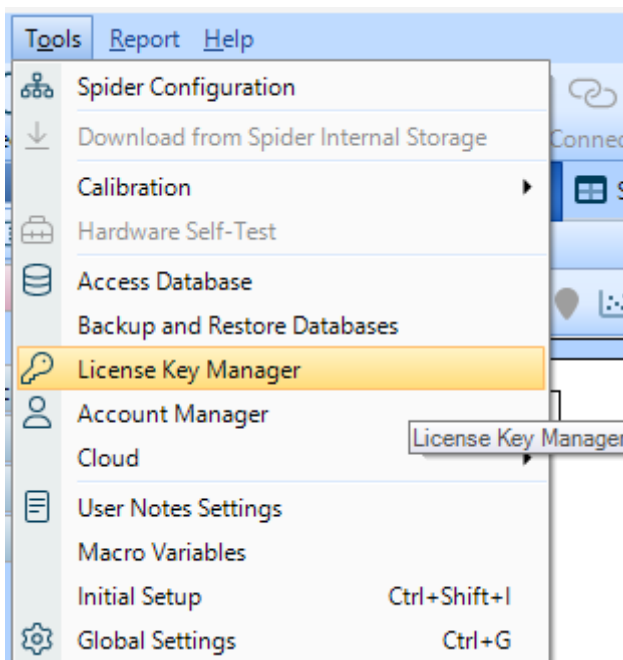 Tools Report Help
Spider Configuration
Download from Spider Internal Storage
Calibration
Hardware Self-Test
Access Database
Backup and Restore Databases
License Key Manager
Account Manager
License Key Manager
Cloud
User Notes Settings
Macro Variables
Initial Setup Ctrl+Shift+I
Global Settings Ctrl+G